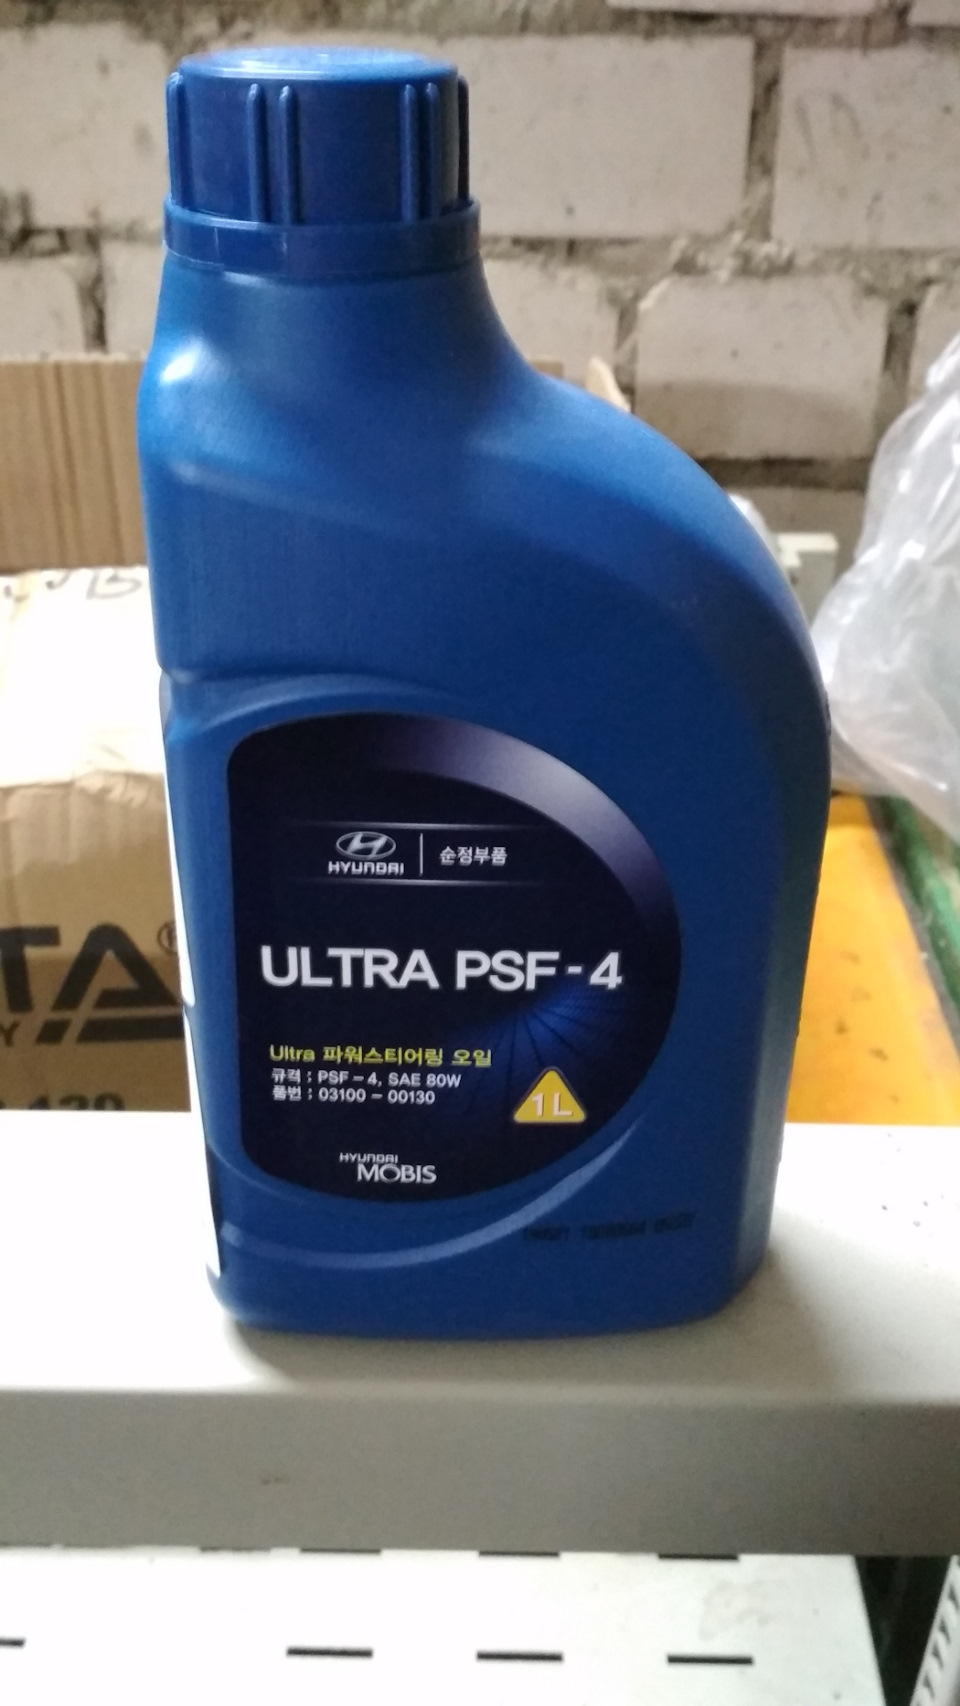 HYUNDAI 순정부품
ULTRA PSF-4
Ultra 파워스티어링 오일
규격 : PSF - 4, SAE 80W
품번 : 03100 - 00130
1L
HYUNDAI
MOBIS
TA®
Y